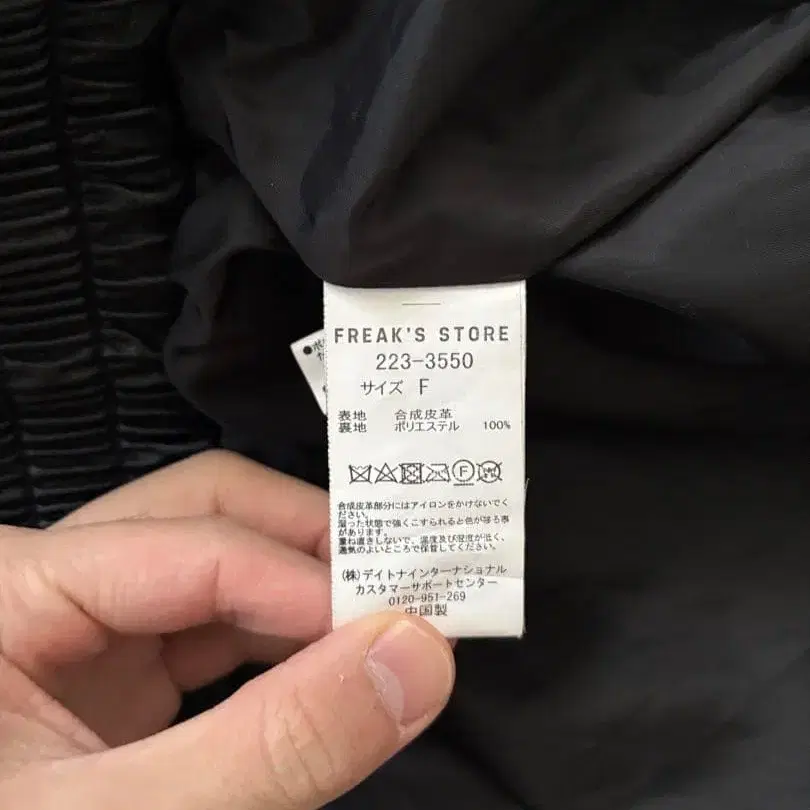 FREAK'S STORE
223-3550
サイズ F
表地 合成皮革
裏地 ポリエステル 100%
F
合成皮革部分にはアイロンをかけないでく
ださい。
湿った状態で強くこすられると色が移る事
があります。
重ね置きしないで、温度及び湿度が低く、
通気のよいところで保管してください。
(株)デイトナインターナショナル
カスタマーサポートセンター
0120-951-269
中国製